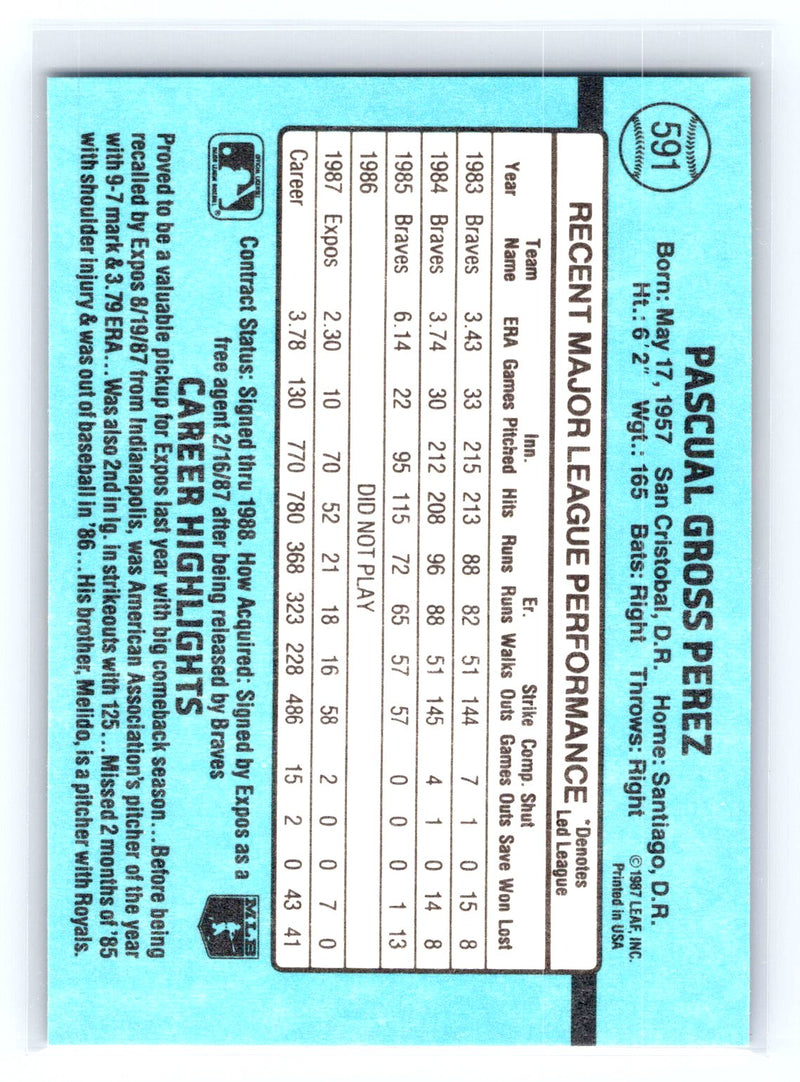 591
PASCUAL GROSS PEREZ
Born: May 17, 1957 San Cristobal, D.R. Home: Santiago, D.R.
Ht.: 6'2" Wgt.: 165 Bats: Right Throws: Right
©1987 LEAF, INC.
Printed in USA
RECENT MAJOR LEAGUE PERFORMANCE *Denotes Led League
Year Team Name ERA Games Inn. Pitched Hits Runs Er. Runs Walks Strike Outs Comp. Games Shut Outs Save Won Lost
1983 Braves 3.43 33 215 213 88 82 51 144 7 1 0 15 8
1984 Braves 3.74 30 212 208 96 88 51 145 4 1 0 14 8
1985 Braves 6.14 22 95 115 72 65 57 57 0 0 0 1 13
1986 DID NOT PLAY
1987 Expos 2.30 10 70 52 21 18 16 58 2 0 0 7 0
Career 3.78 130 770 780 368 323 228 486 15 2 0 43 41
OFFICIAL LICENSEE
MAJOR LEAGUE BASEBALL
®
Contract Status: Signed thru 1988. How Acquired: Signed by Expos as a
free agent 2/16/87 after being released by Braves
MLB
CAREER HIGHLIGHTS
Proved to be a valuable pickup for Expos last year with big comeback season...Before being
recalled by Expos 8/19/87 from Indianapolis, was American Association's pitcher of the year
with 9-7 mark & 3.79 ERA...Was also 2nd in lg. in strikeouts with 125...Missed 2 months of '85
with shoulder injury & was out of baseball in '86...His brother, Melido, is a pitcher with Royals.